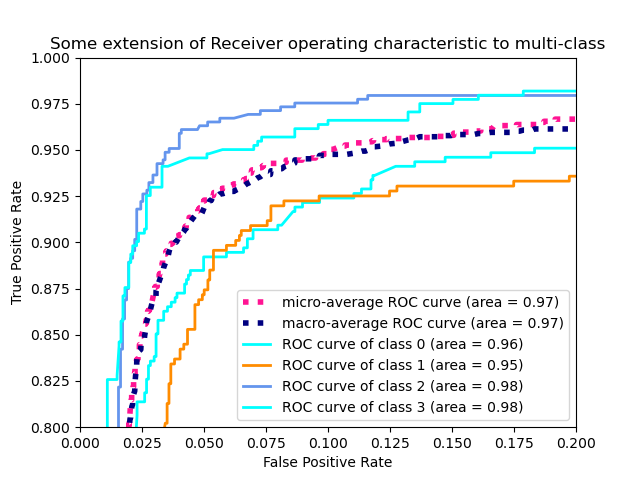 Some extension of Receiver operating characteristic to multi-class
1.000
0.975
0.950
0.925
0.900
0.875
0.850
0.825
0.800
True Positive Rate
micro-average ROC curve (area = 0.97)
macro-average ROC curve (area = 0.97)
ROC curve of class 0 (area = 0.96)
ROC curve of class 1 (area = 0.95)
ROC curve of class 2 (area = 0.98)
ROC curve of class 3 (area = 0.98)
0.000 0.025 0.050 0.075 0.100 0.125 0.150 0.175 0.200
False Positive Rate